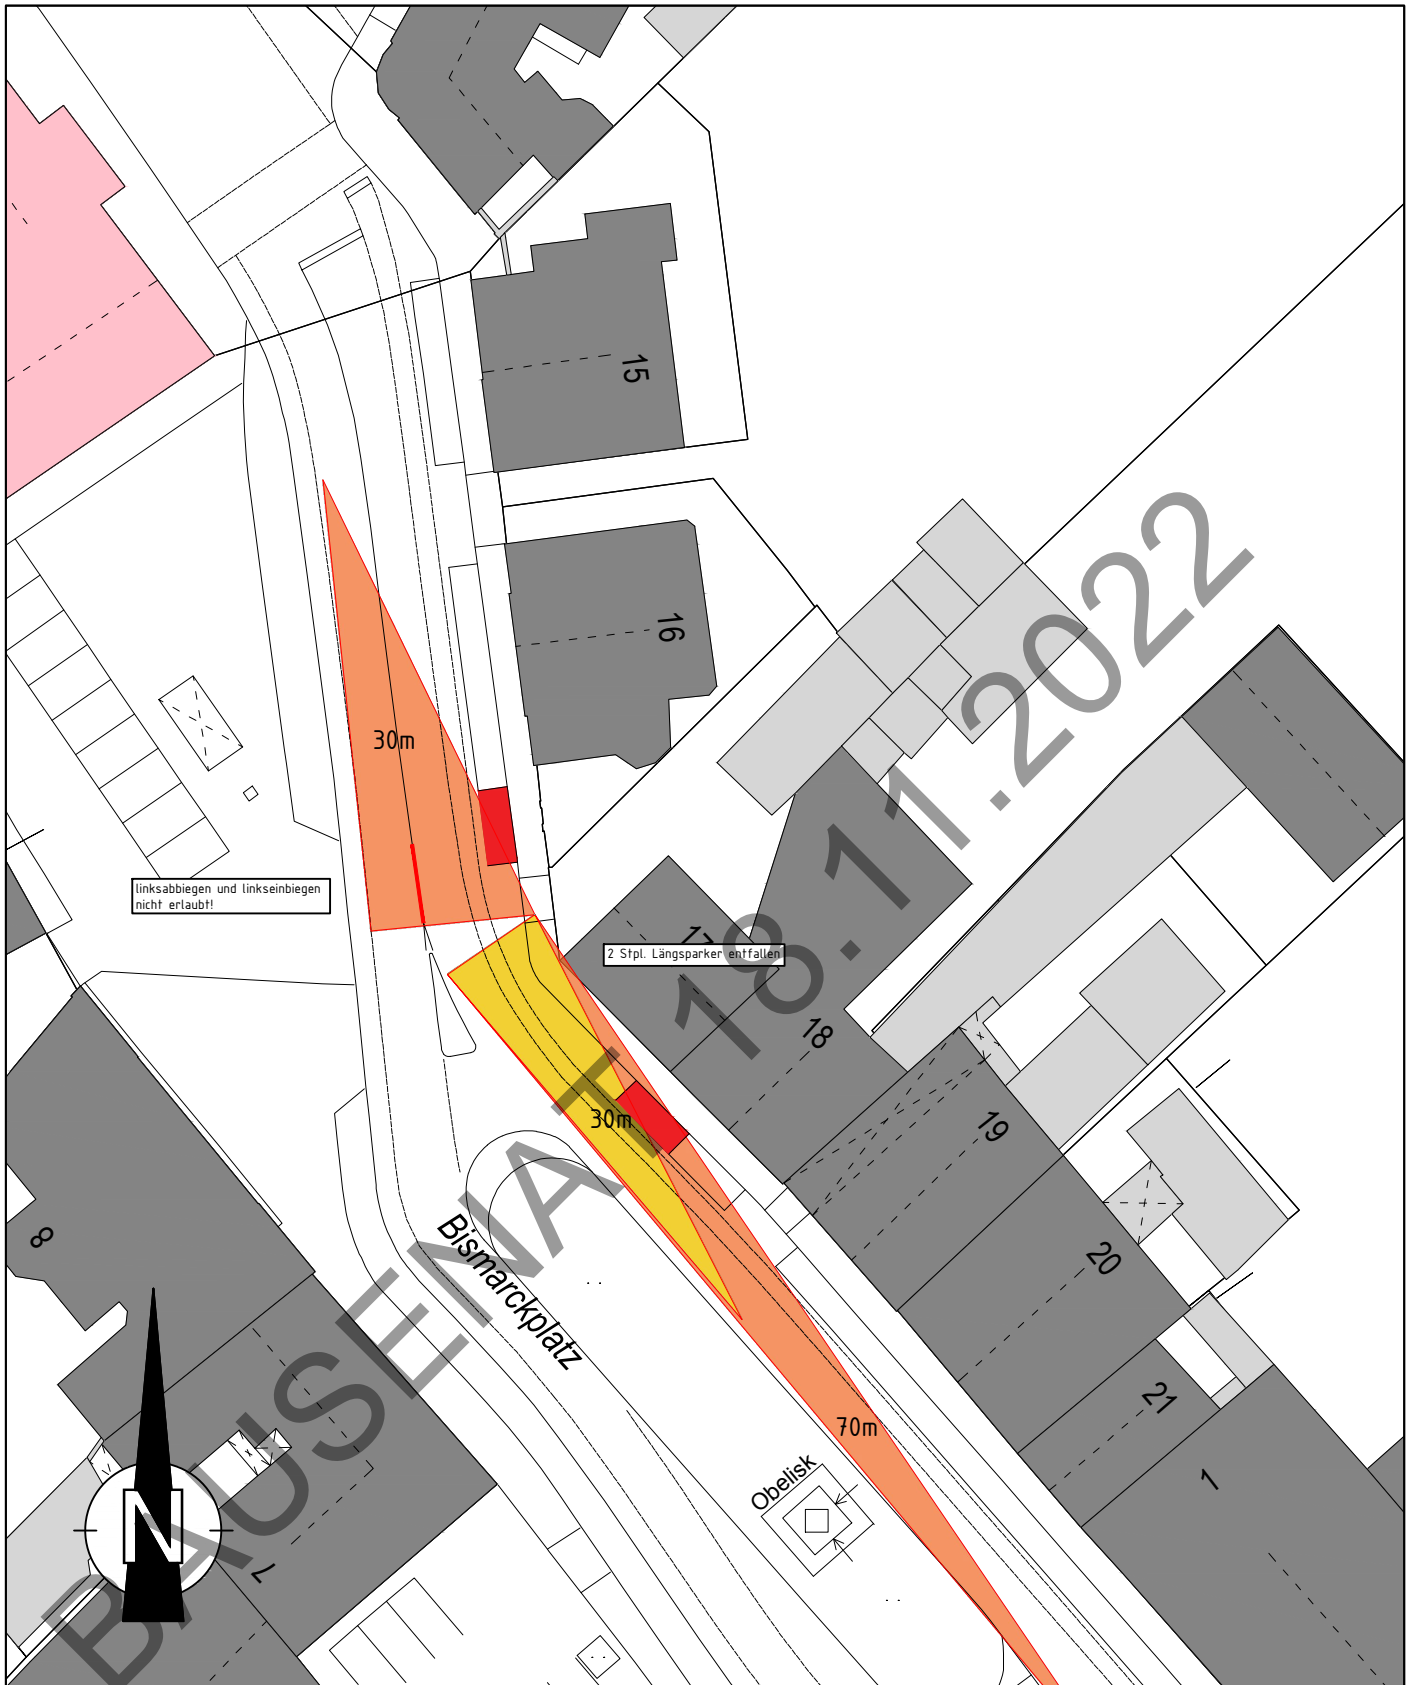 15
16
30m
linksabbiegen und linkseinbiegen
nicht erlaubt!
17
2 Stpl. Längsparker entfallen
18
30m
19
8
Bismarckplatz
20
21
70m
Obelisk
1
N
7
BAUSENAT 18.11.2022